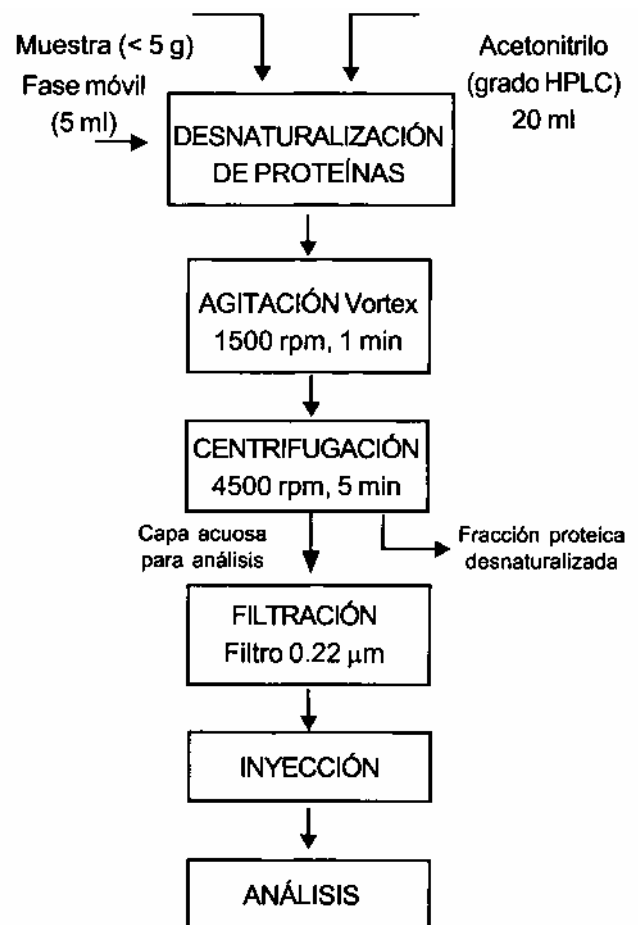 Muestra (< 5 g)
Fase móvil
(5 ml)
Acetonitrilo
(grado HPLC)
20 ml
DESNATURALIZACIÓN
DE PROTEÍNAS
AGITACIÓN Vortex
1500 rpm, 1 min
CENTRIFUGACIÓN
4500 rpm, 5 min
Capa acuosa
para análisis
Fracción proteica
desnaturalizada
FILTRACIÓN
Filtro 0.22 μm
INYECCIÓN
ANÁLISIS